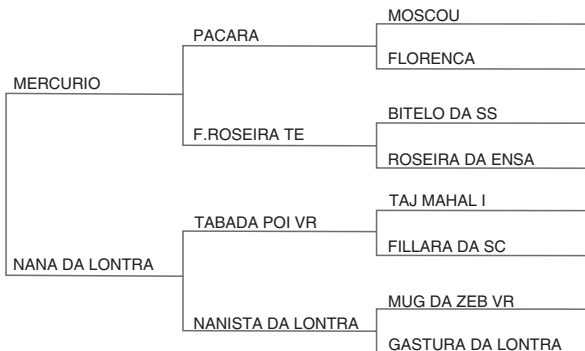 MOSCOU
PACARA
FLORENCA
MERCURIO
BITELO DA SS
F.ROSEIRA TE
ROSEIRA DA ENSA
TAJ MAHAL I
TABADA POI VR
FILLARA DA SC
NANA DA LONTRA
MUG DA ZEB VR
NANISTA DA LONTRA
GASTURA DA LONTRA